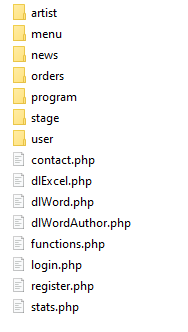 artist
menu
news
orders
program
stage
user
contact.php
dlExcel.php
dlWord.php
dlWordAuthor.php
functions.php
login.php
register.php
stats.php